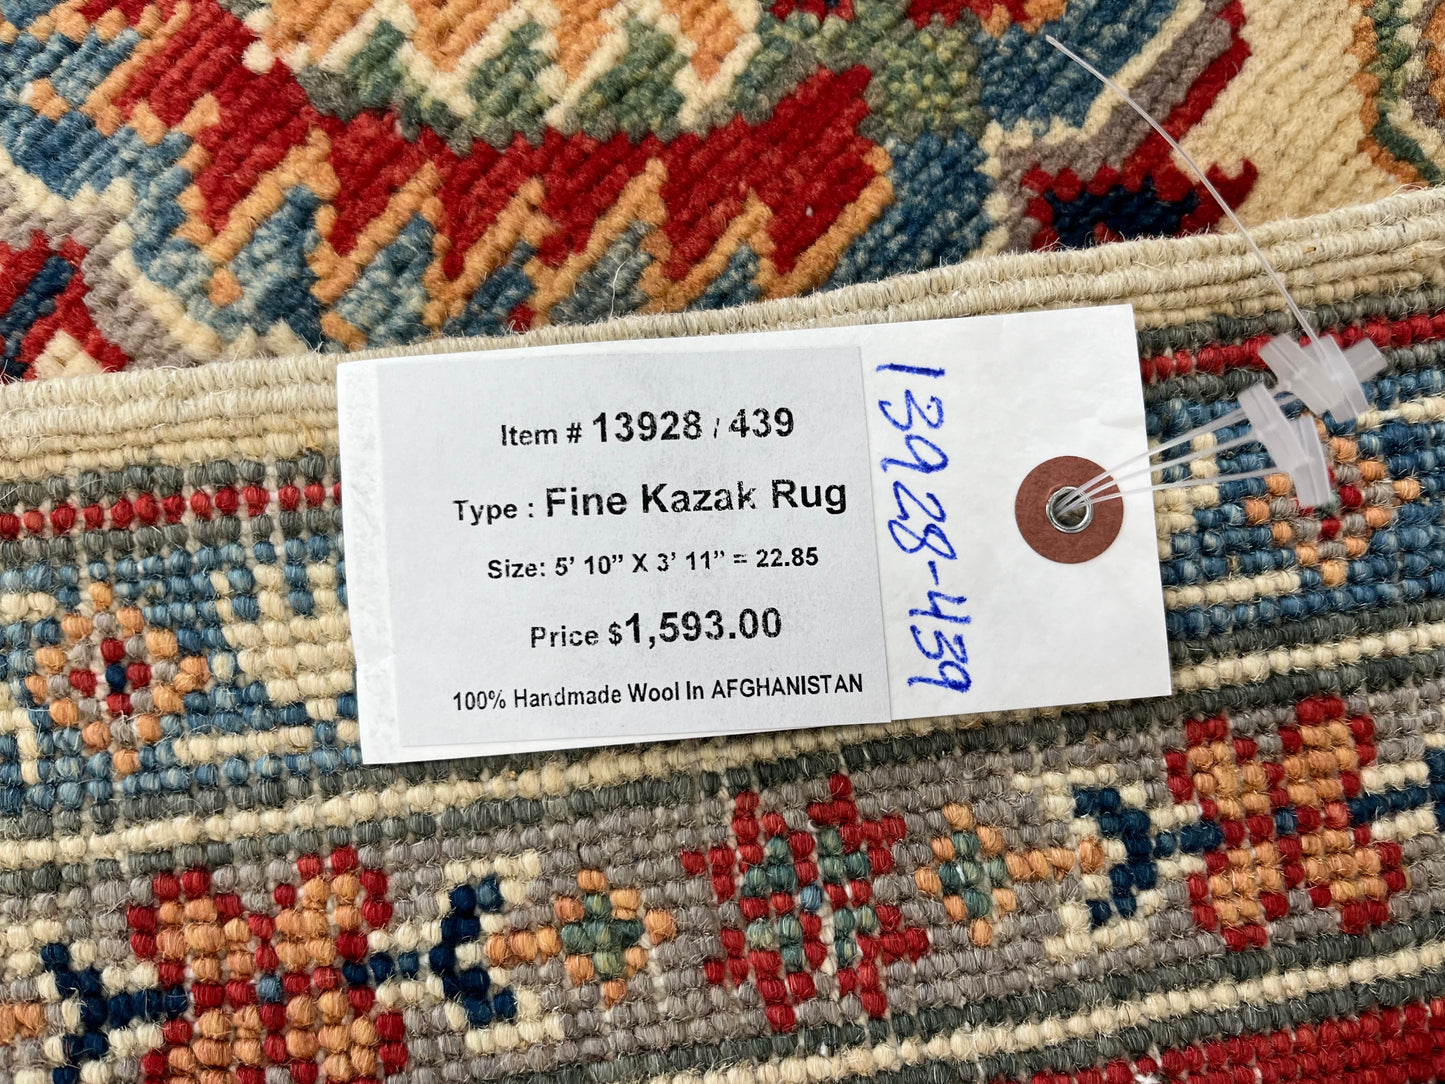 Item # 13928 / 439
Type : Fine Kazak Rug
Size: 5’ 10” X 3’ 11” = 22.85
Price $1,593.00
100% Handmade Wool In AFGHANISTAN
13928-439